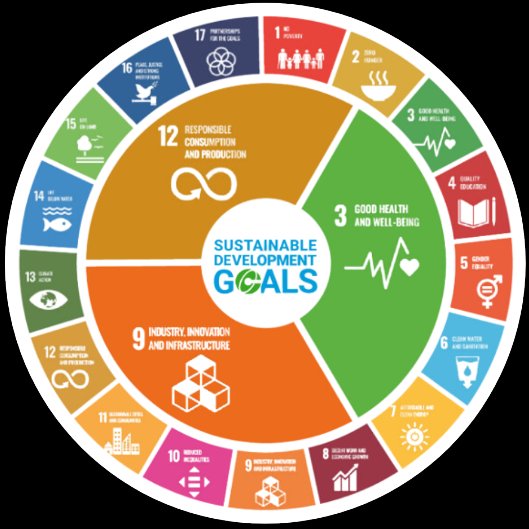 1 NO
POVERTY
2 ZERO
HUNGER
3 GOOD HEALTH
AND WELL-BEING
4 QUALITY
EDUCATION
5 GENDER
EQUALITY
6 CLEAN WATER
AND SANITATION
7 AFFORDABLE AND
CLEAN ENERGY
8 DECENT WORK AND
ECONOMIC GROWTH
9 INDUSTRY, INNOVATION
AND INFRASTRUCTURE
10 REDUCED
INEQUALITIES
11 SUSTAINABLE CITIES
AND COMMUNITIES
12 RESPONSIBLE
CONSUMPTION
AND PRODUCTION
13 CLIMATE
ACTION
14 LIFE
BELOW WATER
15 LIFE
ON LAND
16 PEACE, JUSTICE
AND STRONG
INSTITUTIONS
17 PARTNERSHIPS
FOR THE GOALS
12 RESPONSIBLE
CONSUMPTION
AND PRODUCTION
3 GOOD HEALTH
AND WELL-BEING
9 INDUSTRY, INNOVATION
AND INFRASTRUCTURE
SUSTAINABLE
DEVELOPMENT
GOALS